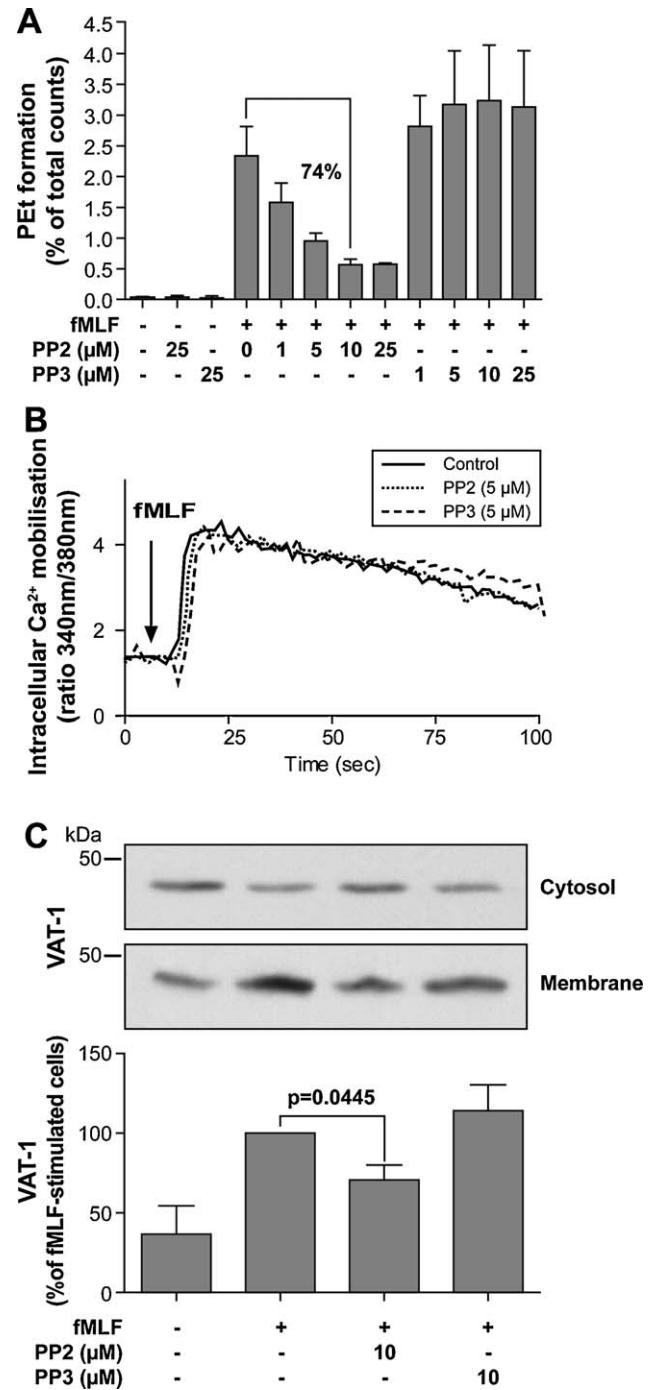 A
PEt formation
(% of total counts)
4.5
4.0
3.5
3.0
2.5
2.0
1.5
1.0
0.5
0.0
74%
fMLF - - - + + + + + + + + +
PP2 (µM) - 25 - 0 1 5 10 25 - - - -
PP3 (µM) - - 25 - - - - - 1 5 10 25
B
Intracellular Ca²⁺ mobilisation
(ratio 340nm/380nm)
fMLF
Control
PP2 (5 µM)
PP3 (5 µM)
4
2
0
0 25 50 75 100
Time (sec)
C
kDa
50
VAT-1
Cytosol
50
Membrane
VAT-1
(%of fMLF-stimulated cells)
150
100
50
0
p=0.0445
fMLF - + + +
PP2 (µM) - - 10 -
PP3 (µM) - - - 10